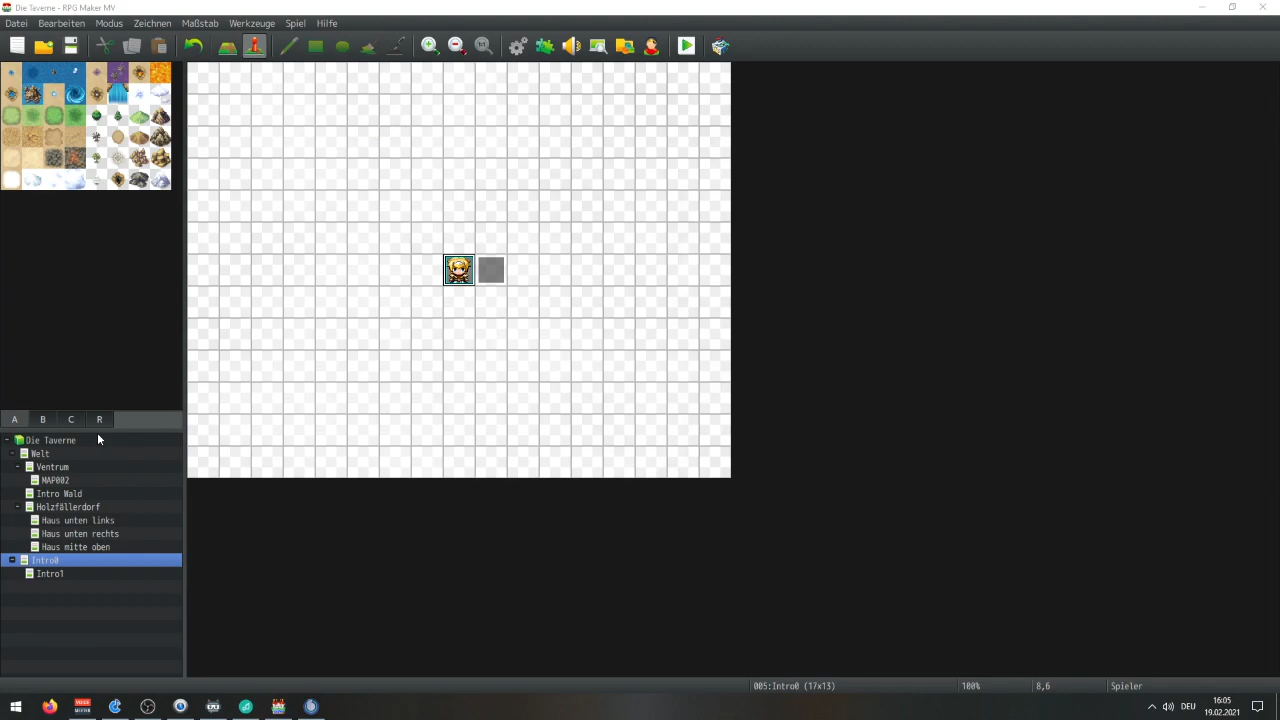 Die Taverne - RPG Maker MV
Datei Bearbeiten Modus Zeichnen Maßstab Werkzeuge Spiel Hilfe
A B C R
Die Taverne
Welt
Ventrum
MAP002
Intro Wald
Holzfällerdorf
Haus unten links
Haus unten rechts
Haus mitte oben
Intro0
Intro1
005:Intro0 (17x13) 100% 8,6 Spieler
DEU
16:05
19.02.2021